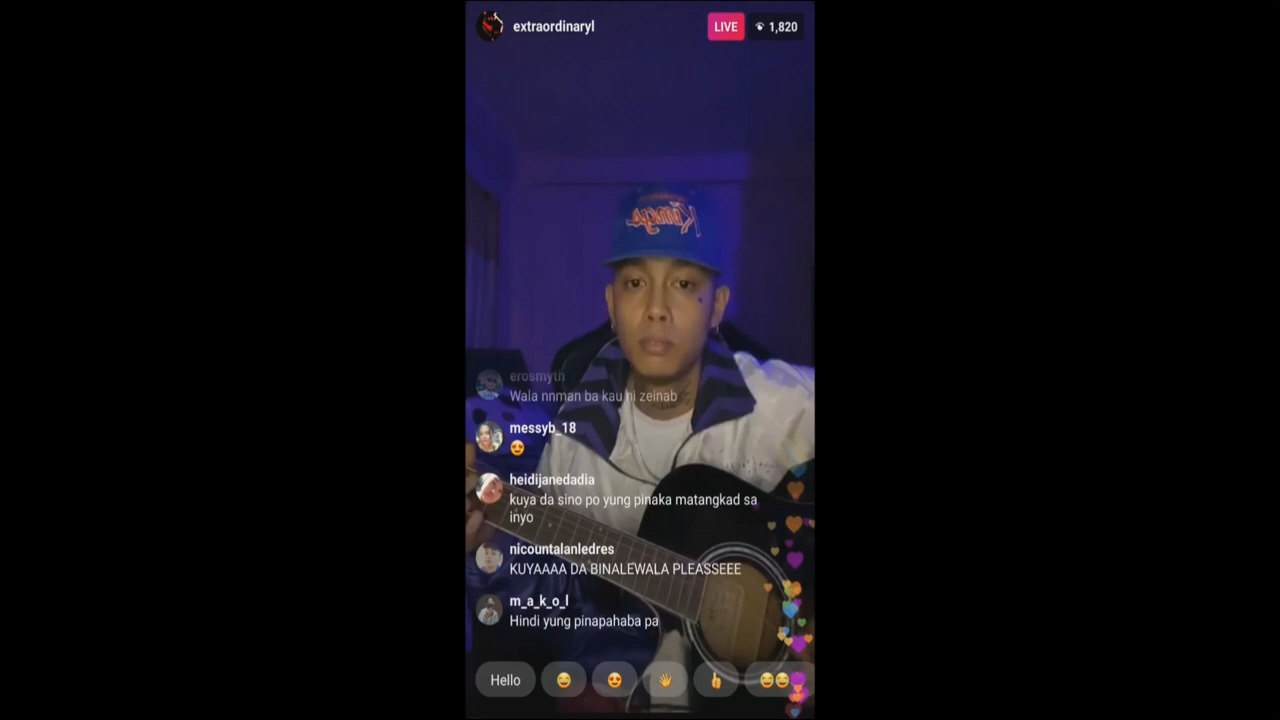 extraordinaryl
LIVE
1,820
Kimcya
erosmyth
Wala nnman ba kau ni zeinab
messyb_18
😍
heidijanedadia
kuya da sino po yung pinaka matangkad sa
inyo
nicountalanledres
KUYAAAA DA BINALEWALA PLEASSEEE
m_a_k_o_l
Hindi yung pinapahaba pa
Hello 😂 😍 👋 👆 😂😂